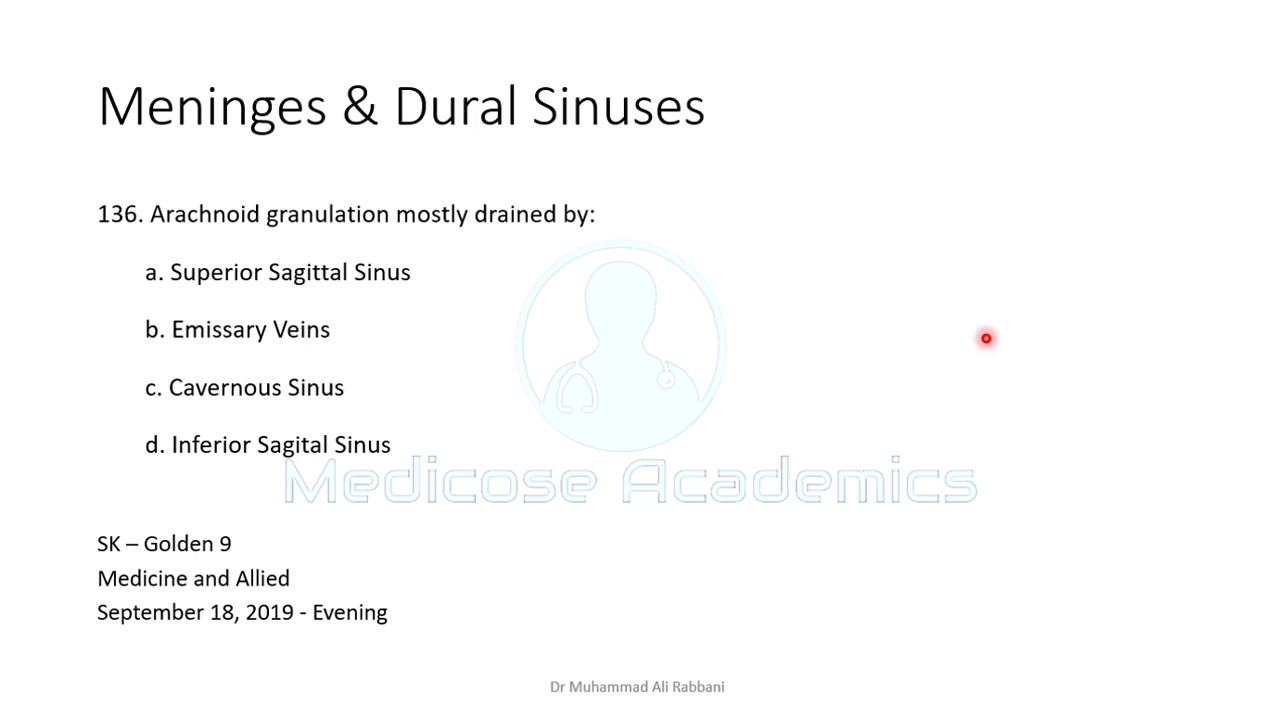 Meninges & Dural Sinuses
136. Arachnoid granulation mostly drained by:
a. Superior Sagittal Sinus
b. Emissary Veins
c. Cavernous Sinus
d. Inferior Sagital Sinus
Medicose Academics
SK – Golden 9
Medicine and Allied
September 18, 2019 - Evening
Dr Muhammad Ali Rabbani